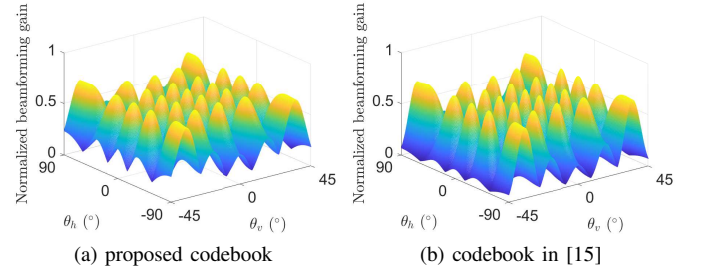 Normalized beamforming gain
1
0.5
0
90
0
-90
-45
0
45
θh (°)
θv (°)
(a) proposed codebook
Normalized beamforming gain
1
0.5
0
90
0
-90
-45
0
45
θh (°)
θv (°)
(b) codebook in [15]